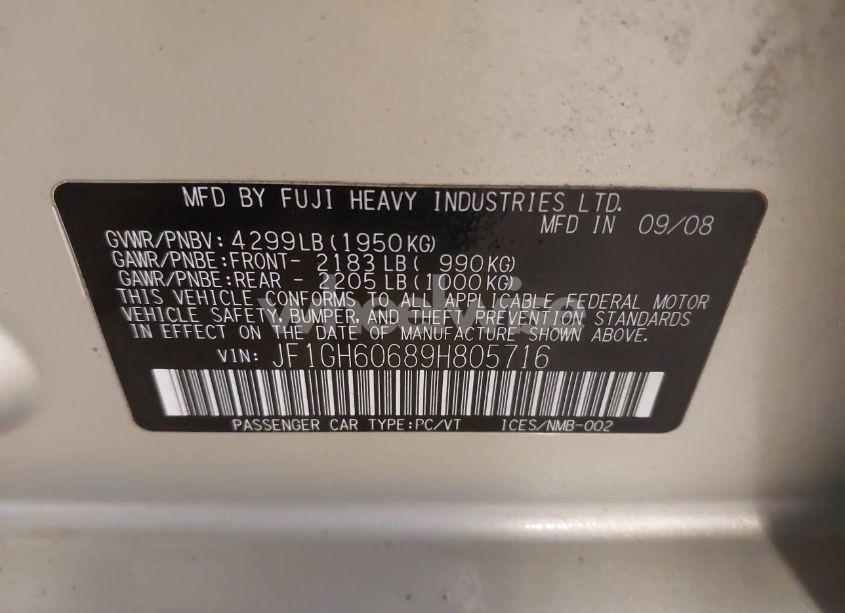 MFD BY FUJI HEAVY INDUSTRIES LTD.
MFD IN 09/08
GVWR/PNBV: 4299LB(1950KG)
GAWR/PNBE:FRONT- 2183LB( 990KG)
GAWR/PNBE:REAR - 2205LB(1000KG)
THIS VEHICLE CONFORMS TO ALL APPLICABLE FEDERAL MOTOR
VEHICLE SAFETY, BUMPER, AND THEFT PREVENTION STANDARDS
IN EFFECT ON THE DATE OF MANUFACTURE SHOWN ABOVE.
VIN: JF1GH60689H805716
PASSENGER CAR TYPE:PC/VT ICES/NMB-002